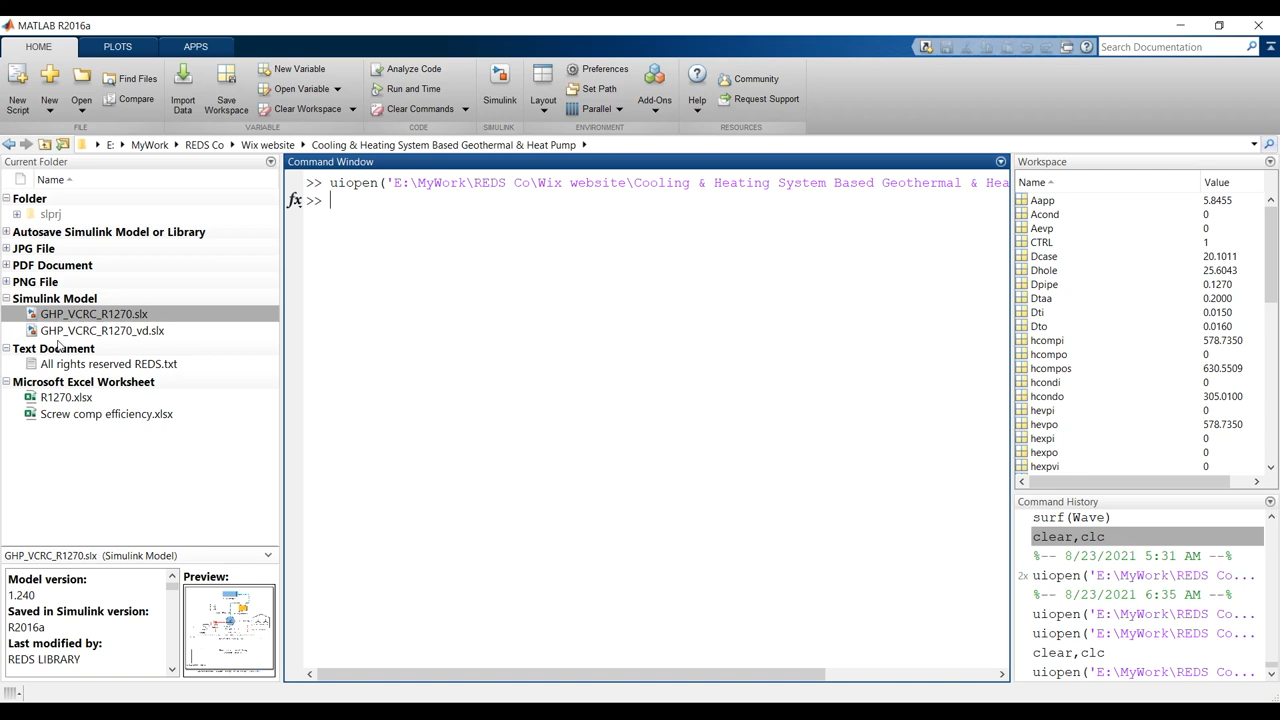 MATLAB R2016a
HOME
PLOTS
APPS
Search Documentation
New Script
New
Open
Find Files
Compare
Import Data
Save Workspace
New Variable
Open Variable
Clear Workspace
Analyze Code
Run and Time
Clear Commands
Simulink
Layout
Preferences
Set Path
Parallel
Add-Ons
Help
Community
Request Support
FILE
VARIABLE
CODE
SIMULINK
ENVIRONMENT
RESOURCES
E: MyWork REDS Co Wix website Cooling & Heating System Based Geothermal & Heat Pump
Current Folder
Name
Folder
slprj
Autosave Simulink Model or Library
JPG File
PDF Document
PNG File
Simulink Model
GHP_VCRC_R1270.slx
GHP_VCRC_R1270_vd.slx
Text Document
All rights reserved REDS.txt
Microsoft Excel Worksheet
R1270.xlsx
Screw comp efficiency.xlsx
GHP_VCRC_R1270.slx (Simulink Model)
Model version:
1.240
Saved in Simulink version:
R2016a
Last modified by:
REDS LIBRARY
Preview:
Command Window
>> uiopen('E:\MyWork\REDS Co\Wix website\Cooling & Heating System Based Geothermal & Hea
fx >>
Workspace
Name Value
Aapp 5.8455
Acond 0
Aevp 0
CTRL 1
Dcase 20.1011
Dhole 25.6043
Dpipe 0.1270
Dtaa 0.2000
Dti 0.0150
Dto 0.0160
hcompi 578.7350
hcompo 0
hcompos 630.5509
hcondi 0
hcondo 305.0100
hevpi 0
hevpo 578.7350
hexpi 0
hexpo 0
hexpvi 0
Command History
surf(Wave)
clear,clc
%-- 8/23/2021 5:31 AM --%
2x uiopen('E:\MyWork\REDS Co...
%-- 8/23/2021 6:35 AM --%
uiopen('E:\MyWork\REDS Co...
uiopen('E:\MyWork\REDS Co...
clear,clc
uiopen('E:\MyWork\REDS Co...